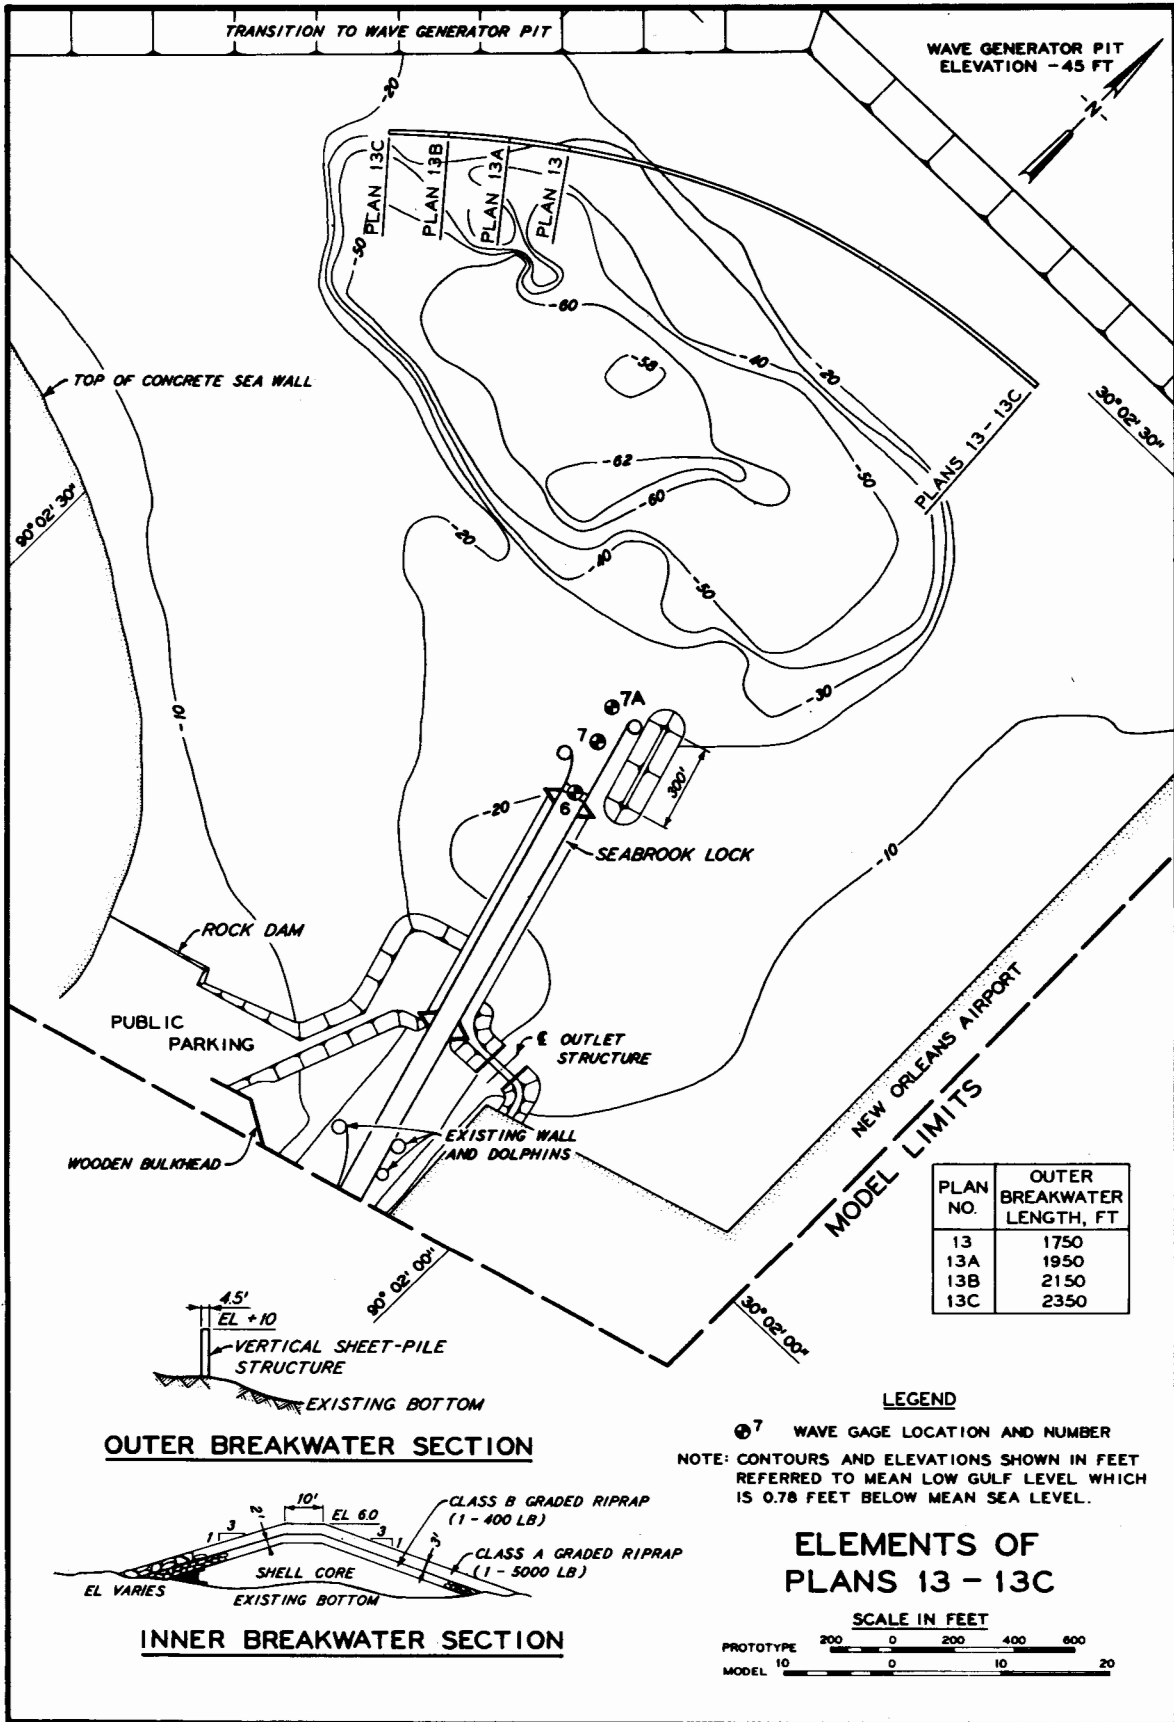 TRANSITION TO WAVE GENERATOR PIT
WAVE GENERATOR PIT
ELEVATION -45 FT
-N-
-20
PLAN 13C
PLAN 13B
PLAN 13A
PLAN 13
-50
-60
-58
-40
-20
TOP OF CONCRETE SEA WALL
30° 02' 30"
PLANS 13 - 13C
-62
-60
-50
90° 02' 30"
-20
-40
-50
-30
-10
7A
7
6
300'
-20
SEABROOK LOCK
-10
ROCK DAM
PUBLIC
PARKING
℄ OUTLET
STRUCTURE
NEW ORLEANS AIRPORT
MODEL LIMITS
EXISTING WALL
AND DOLPHINS
WOODEN BULKHEAD
90° 02' 00"
30° 02' 00"
PLAN NO. OUTER BREAKWATER LENGTH, FT
13 1750
13A 1950
13B 2150
13C 2350
4.5'
EL +10
VERTICAL SHEET-PILE
STRUCTURE
EXISTING BOTTOM
OUTER BREAKWATER SECTION
LEGEND
7 WAVE GAGE LOCATION AND NUMBER
NOTE: CONTOURS AND ELEVATIONS SHOWN IN FEET
REFERRED TO MEAN LOW GULF LEVEL WHICH
IS 0.78 FEET BELOW MEAN SEA LEVEL.
10'
EL 6.0
CLASS B GRADED RIPRAP
(1 - 400 LB)
2'
3
1
3
1
3'
CLASS A GRADED RIPRAP
(1 - 5000 LB)
SHELL CORE
EL VARIES
EXISTING BOTTOM
INNER BREAKWATER SECTION
ELEMENTS OF
PLANS 13 - 13C
SCALE IN FEET
PROTOTYPE 200 0 200 400 600
MODEL 10 0 10 20